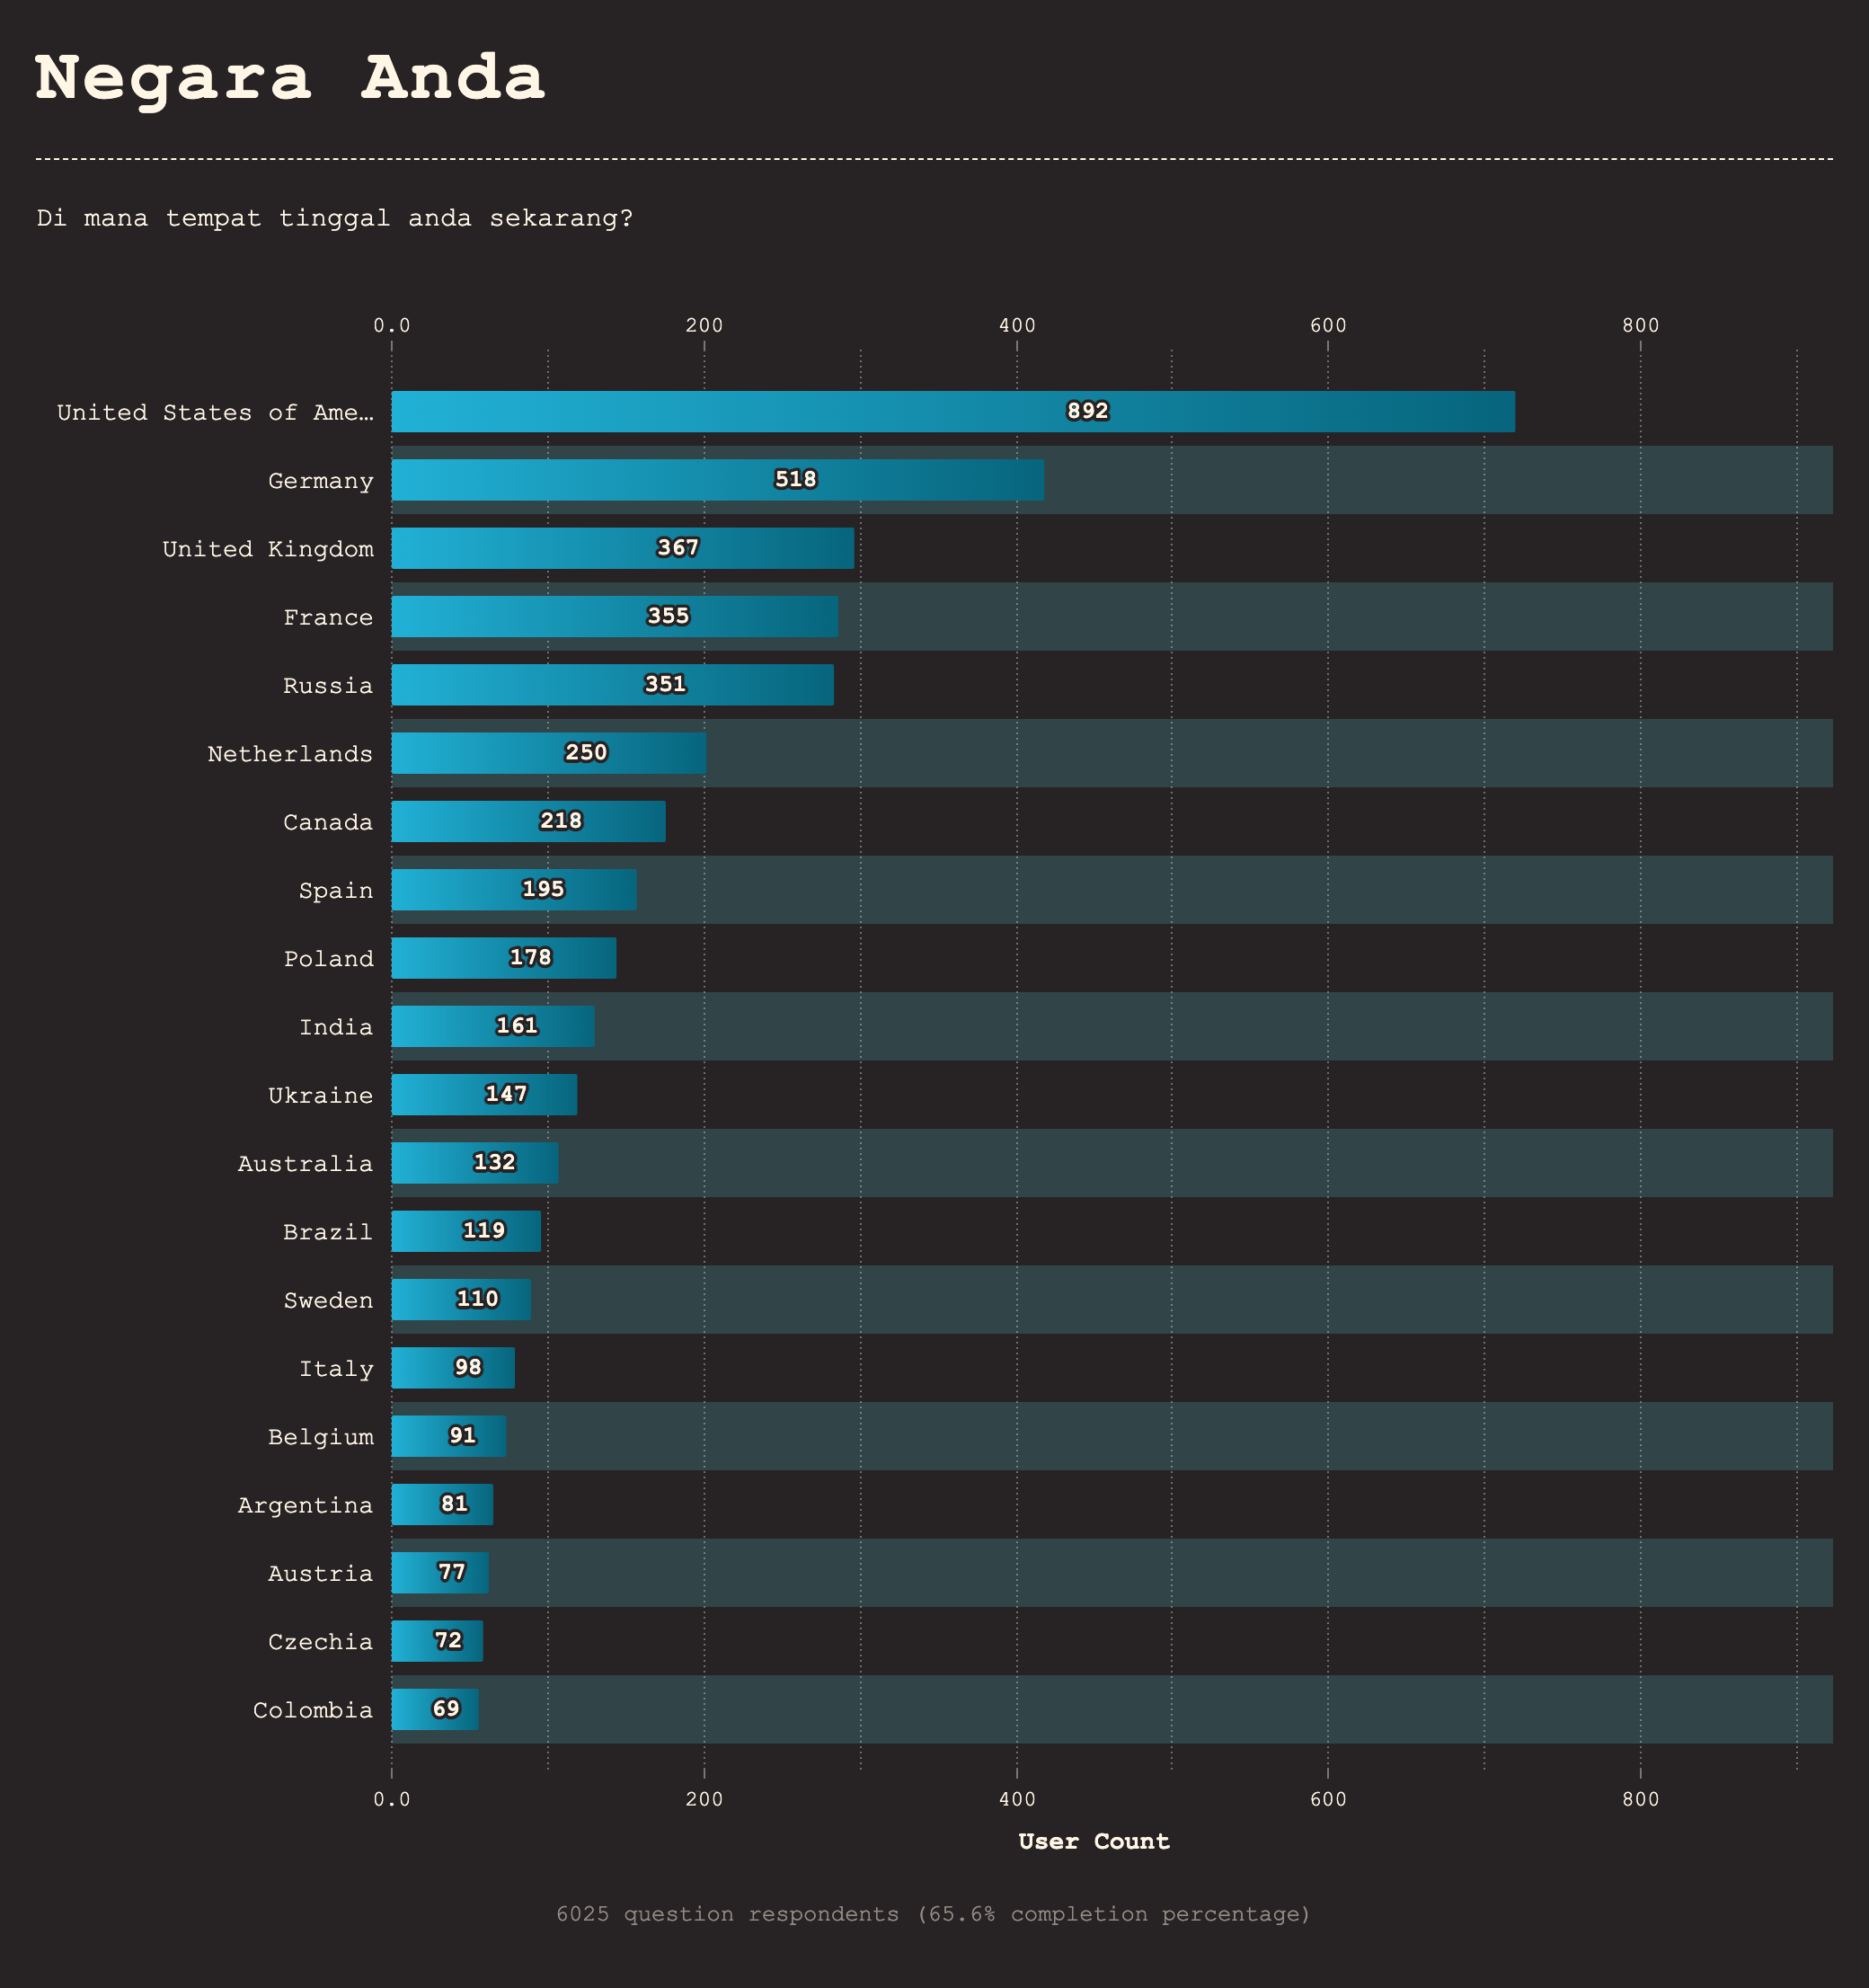 Negara Anda
Di mana tempat tinggal anda sekarang?
0.0 200 400 600 800
United States of Ame… 892
Germany 518
United Kingdom 367
France 355
Russia 351
Netherlands 250
Canada 218
Spain 195
Poland 178
India 161
Ukraine 147
Australia 132
Brazil 119
Sweden 110
Italy 98
Belgium 91
Argentina 81
Austria 77
Czechia 72
Colombia 69
0.0 200 400 600 800
User Count
6025 question respondents (65.6% completion percentage)